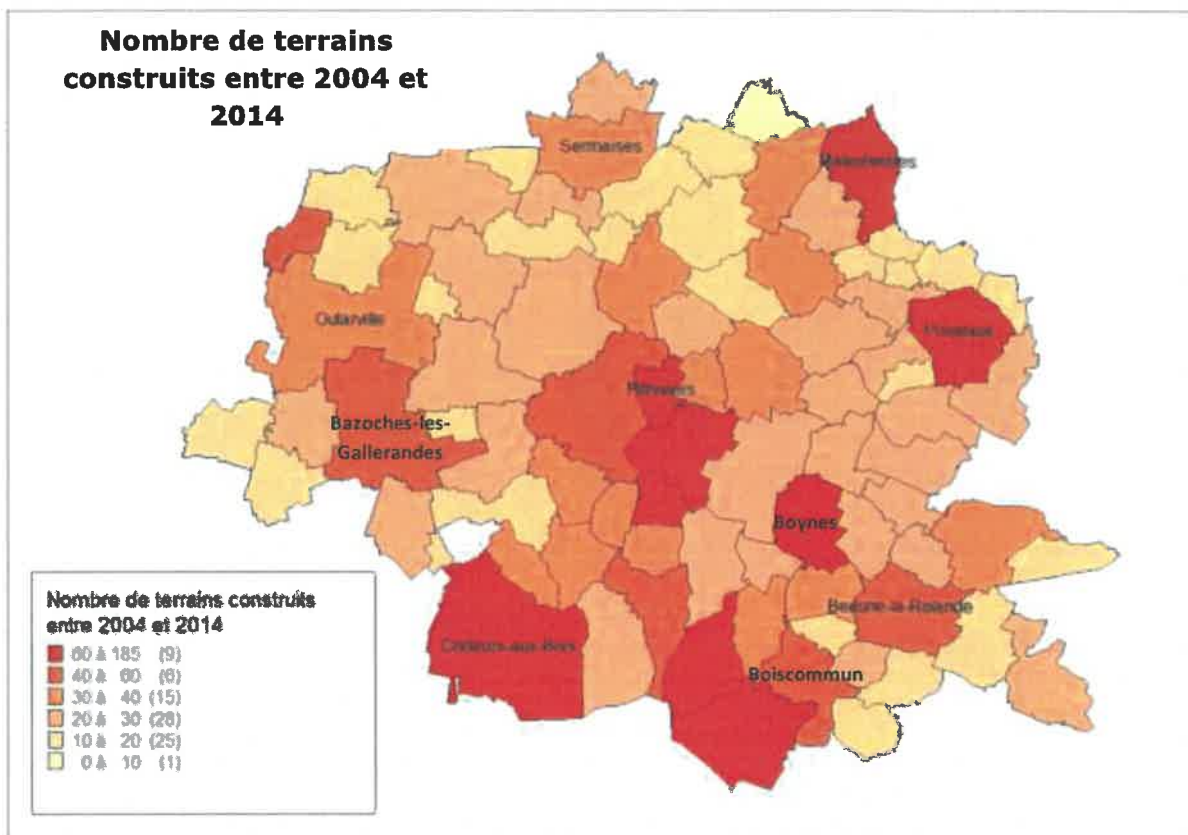 Nombre de terrains
construits entre 2004 et
2014
Sermaises
Malesherbes
Outarville
Puiseaux
Pithiviers
Bazoches-les-
Gallerandes
Boynes
Beaune-la-Rolande
Chilleurs-aux-Bois
Boiscommun
Nombre de terrains construits
entre 2004 et 2014
60 à 185 (9)
40 à 60 (6)
30 à 40 (15)
20 à 30 (28)
10 à 20 (25)
0 à 10 (1)